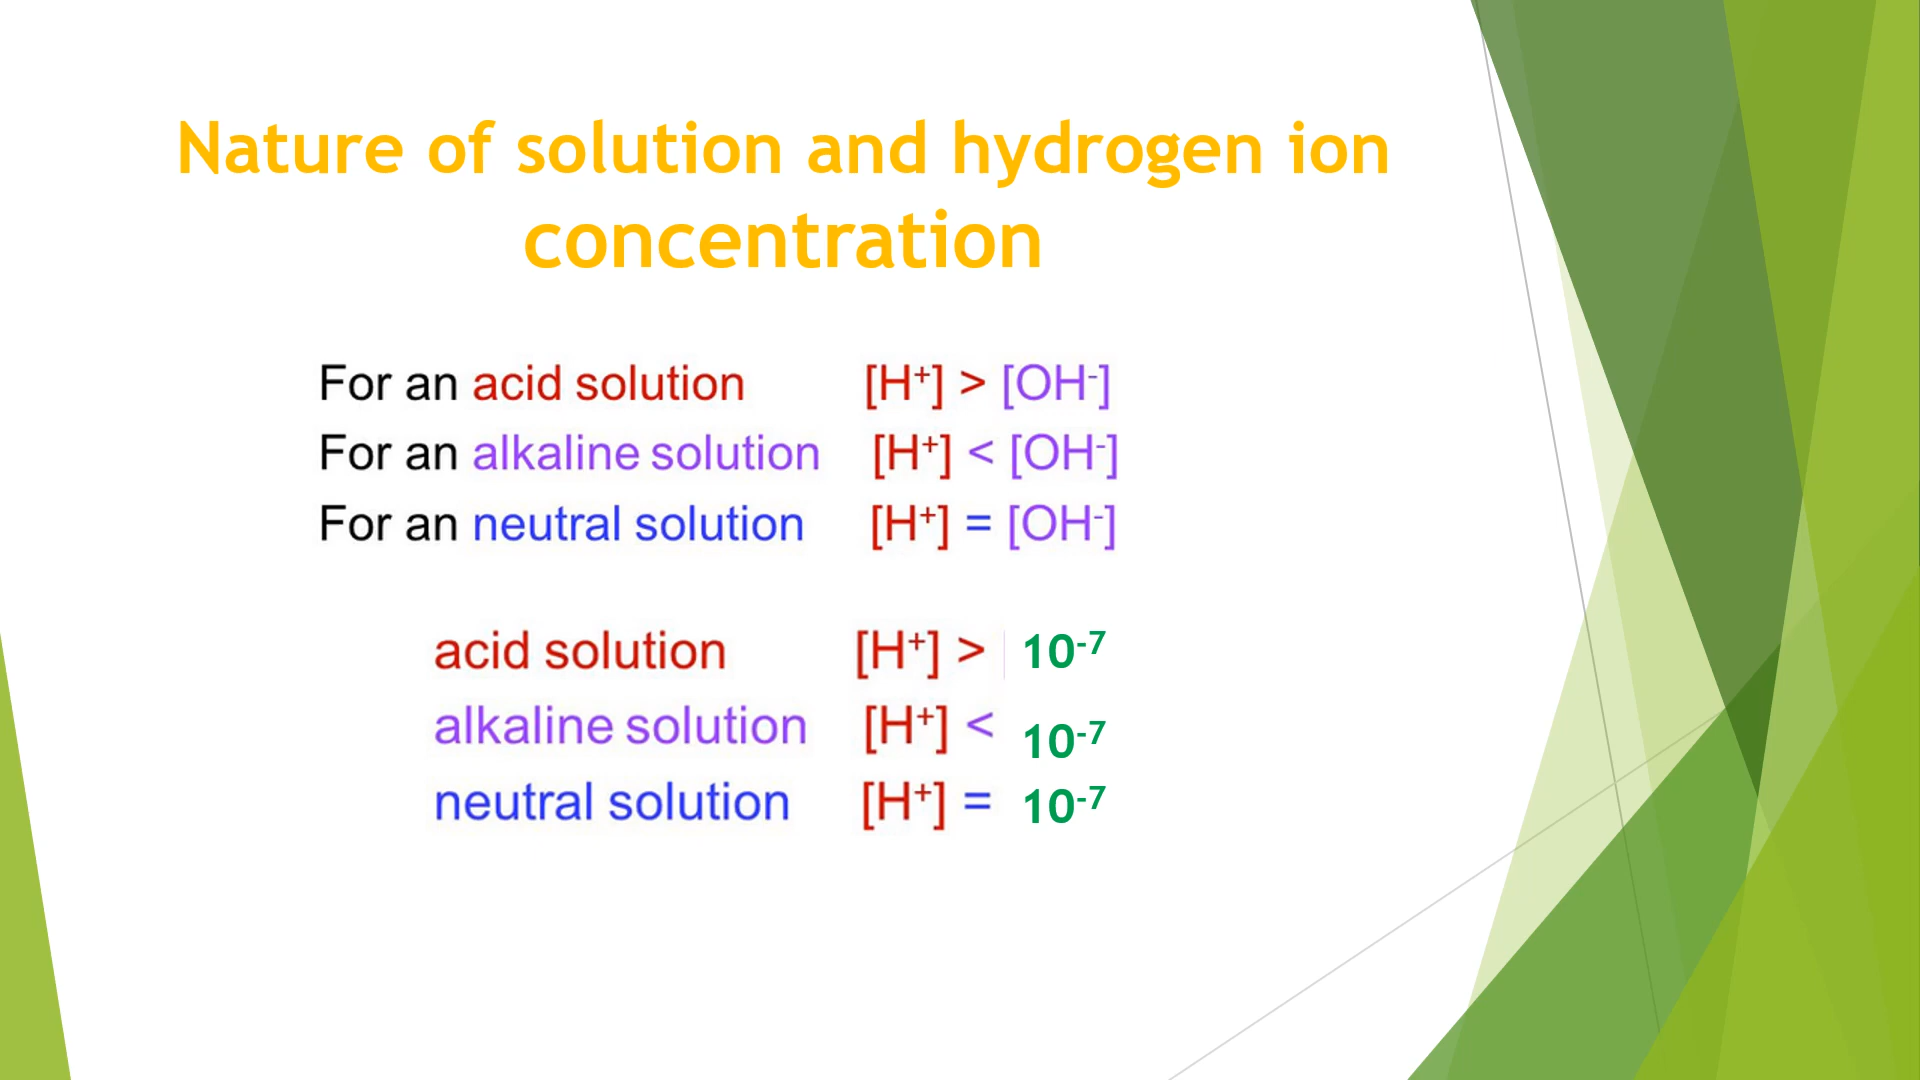 Nature of solution and hydrogen ion
concentration
For an acid solution [H⁺] > [OH⁻]
For an alkaline solution [H⁺] < [OH⁻]
For an neutral solution [H⁺] = [OH⁻]
acid solution [H⁺] > 10⁻⁷
alkaline solution [H⁺] < 10⁻⁷
neutral solution [H⁺] = 10⁻⁷